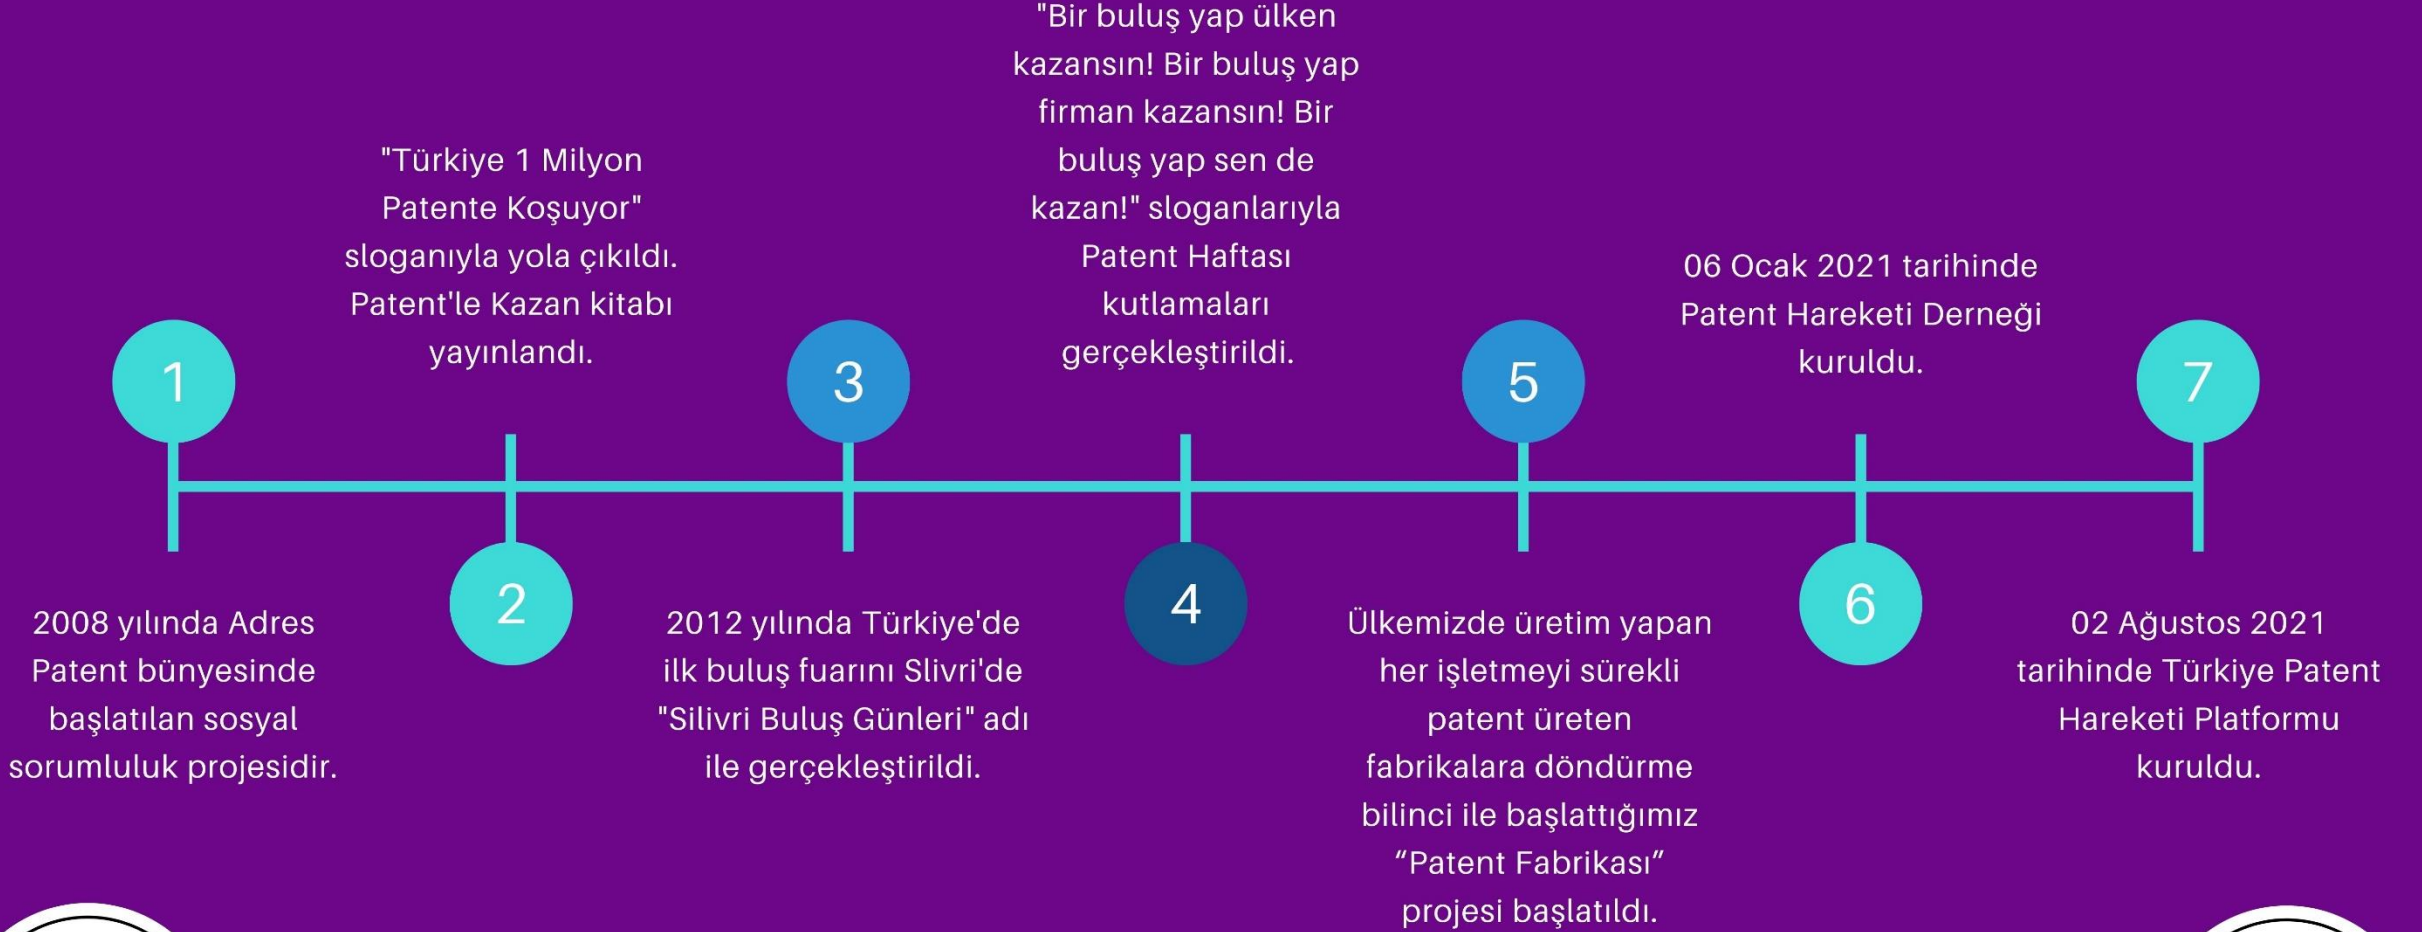 1
2008 yılında Adres
Patent bünyesinde
başlatılan sosyal
sorumluluk projesidir.
"Türkiye 1 Milyon
Patente Koşuyor"
sloganıyla yola çıkıldı.
Patent'le Kazan kitabı
yayınlandı.
2
3
2012 yılında Türkiye'de
ilk buluş fuarını Slivri'de
"Silivri Buluş Günleri" adı
ile gerçekleştirildi.
"Bir buluş yap ülken
kazansın! Bir buluş yap
firman kazansın! Bir
buluş yap sen de
kazan!" sloganlarıyla
Patent Haftası
kutlamaları
gerçekleştirildi.
4
5
Ülkemizde üretim yapan
her işletmeyi sürekli
patent üreten
fabrikalara döndürme
bilinci ile başlattığımız
“Patent Fabrikası”
projesi başlatıldı.
06 Ocak 2021 tarihinde
Patent Hareketi Derneği
kuruldu.
6
7
02 Ağustos 2021
tarihinde Türkiye Patent
Hareketi Platformu
kuruldu.